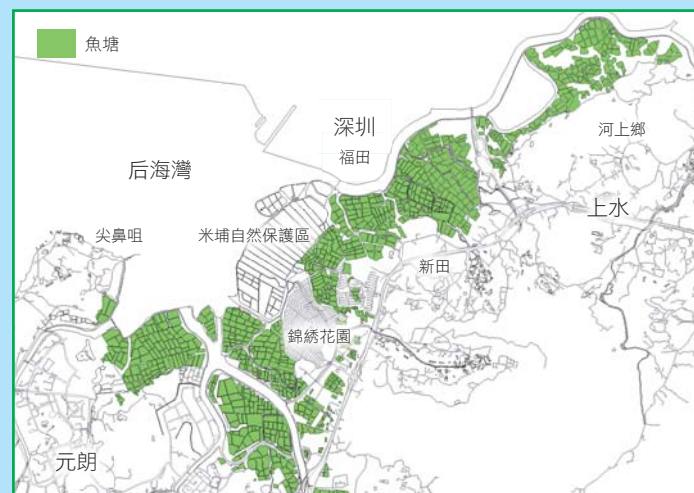 魚塘
深圳
福田
河上鄉
后海灣
上水
尖鼻咀
米埔自然保護區
新田
錦綉花園
元朗